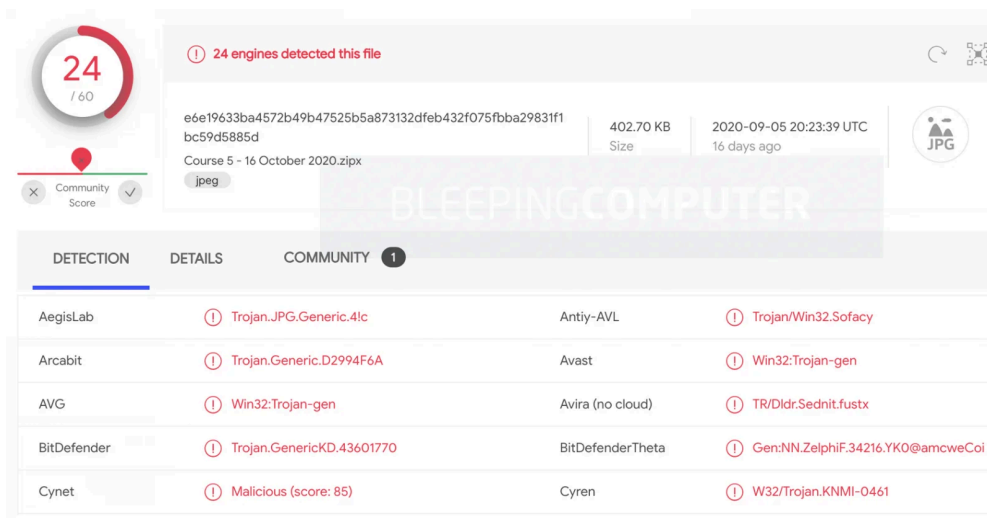 24
/ 60
24 engines detected this file
e6e19633ba4572b49b47525b5a873132dfeb432f075fbba29831f1
bc59d5885d
Course 5 - 16 October 2020.zipx
jpeg
402.70 KB
Size
2020-09-05 20:23:39 UTC
16 days ago
JPG
Community
Score
BLEEPINGCOMPUTER
DETECTION DETAILS COMMUNITY 1
AegisLab Trojan.JPG.Generic.4!c Antiy-AVL Trojan/Win32.Sofacy
Arcabit Trojan.Generic.D2994F6A Avast Win32:Trojan-gen
AVG Win32:Trojan-gen Avira (no cloud) TR/Dldr.Sednit.fustx
BitDefender Trojan.GenericKD.43601770 BitDefenderTheta Gen:NN.ZelphiF.34216.YK0@amcweCoi
Cynet Malicious (score: 85) Cyren W32/Trojan.KNMI-0461